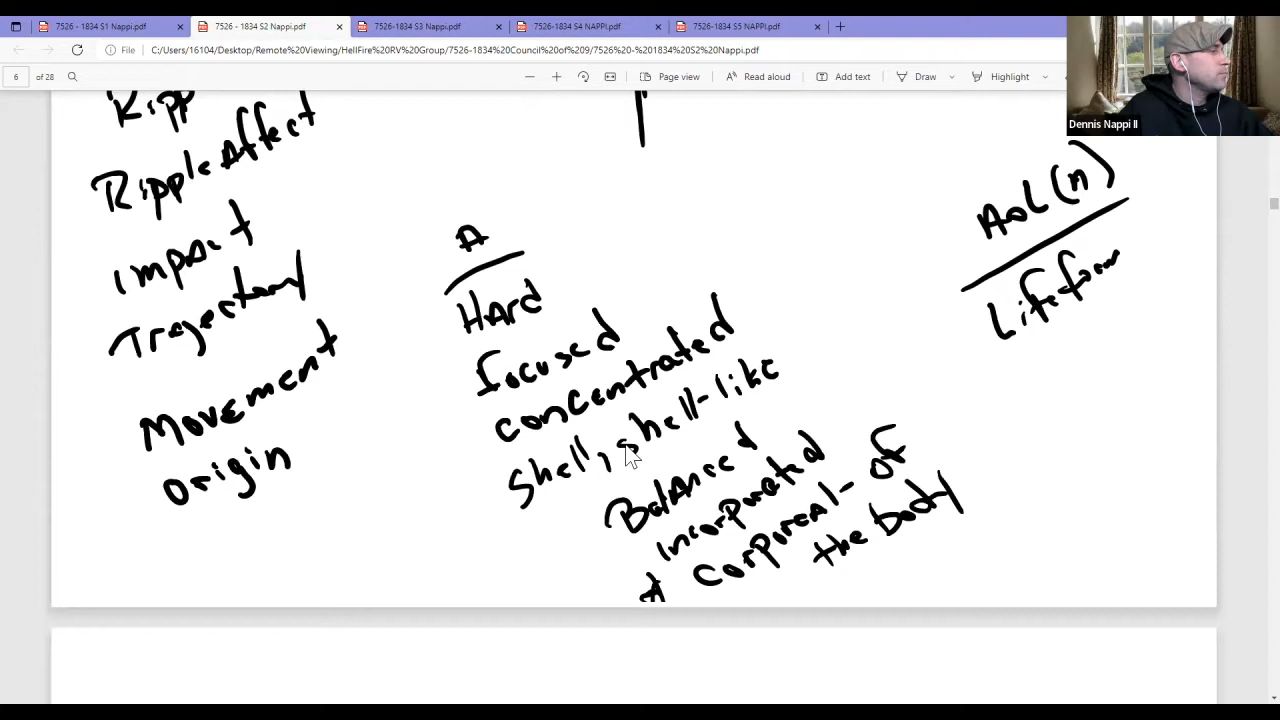 7526 - 1834 S1 Nappi.pdf
7526 - 1834 S2 Nappi.pdf
7526-1834 S3 Nappi.pdf
7526-1834 S4 NAPPI.pdf
7526-1834 S5 NAPPI.pdf
File
C:/Users/16104/Desktop/Remote%20Viewing/HellFire%20RV%20Group/7526-1834%20Council%20of%209/7526%20-%201834%20S2%20Nappi.pdf
6 of 28
Page view
Read aloud
Add text
Draw
Highlight
Dennis Nappi II
Ripp
Ripple Affect
impact
Trajectory
Movement
Origin
A
Hard
focused
concentrated
Shell, shell-like
Balanced
incorporated
corporeal - of
the body
AOL(n)
Lifeform